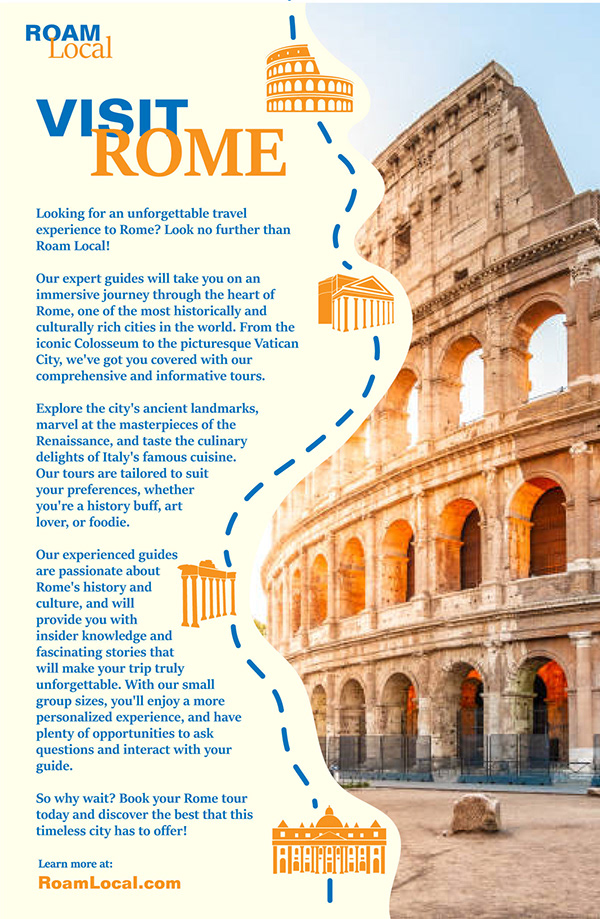 ROAM
Local
VISIT
ROME
Looking for an unforgettable travel
experience to Rome? Look no further than
Roam Local!
Our expert guides will take you on an
immersive journey through the heart of
Rome, one of the most historically and
culturally rich cities in the world. From the
iconic Colosseum to the picturesque Vatican
City, we've got you covered with our
comprehensive and informative tours.
Explore the city's ancient landmarks,
marvel at the masterpieces of the
Renaissance, and taste the culinary
delights of Italy's famous cuisine.
Our tours are tailored to suit
your preferences, whether
you're a history buff, art
lover, or foodie.
Our experienced guides
are passionate about
Rome's history and
culture, and will
provide you with
insider knowledge and
fascinating stories that
will make your trip truly
unforgettable. With our small
group sizes, you'll enjoy a more
personalized experience, and have
plenty of opportunities to ask
questions and interact with your
guide.
So why wait? Book your Rome tour
today and discover the best that this
timeless city has to offer!
Learn more at:
RoamLocal.com